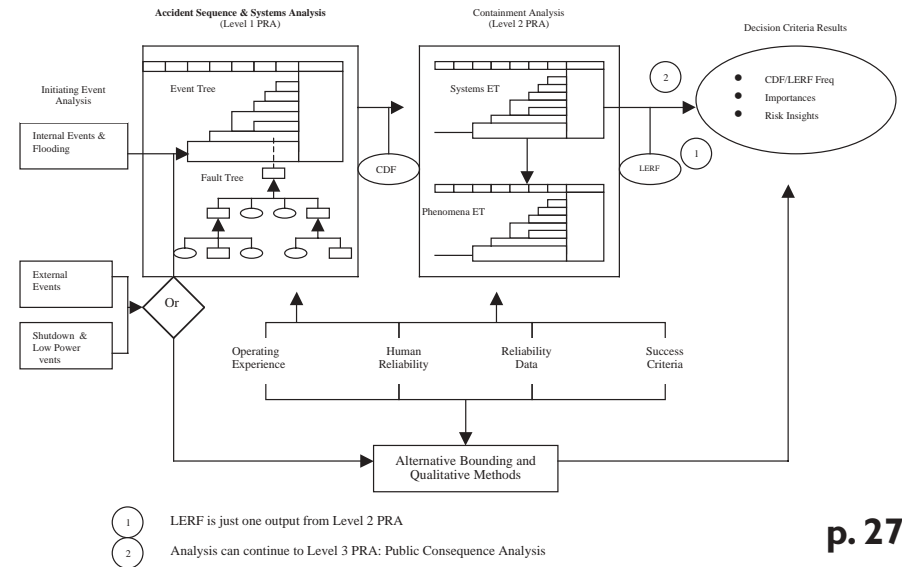 Accident Sequence & Systems Analysis
(Level 1 PRA)
Containment Analysis
(Level 2 PRA)
Decision Criteria Results
Initiating Event
Analysis
Internal Events &
Flooding
Event Tree
Fault Tree
CDF
Systems ET
Phenomena ET
2
LERF
1
● CDF/LERF Freq
● Importances
● Risk Insights
External
Events
Shutdown &
Low Power
vents
Or
Operating
Experience
Human
Reliability
Reliability
Data
Success
Criteria
Alternative Bounding and
Qualitative Methods
1 LERF is just one output from Level 2 PRA
2 Analysis can continue to Level 3 PRA: Public Consequence Analysis
p. 27